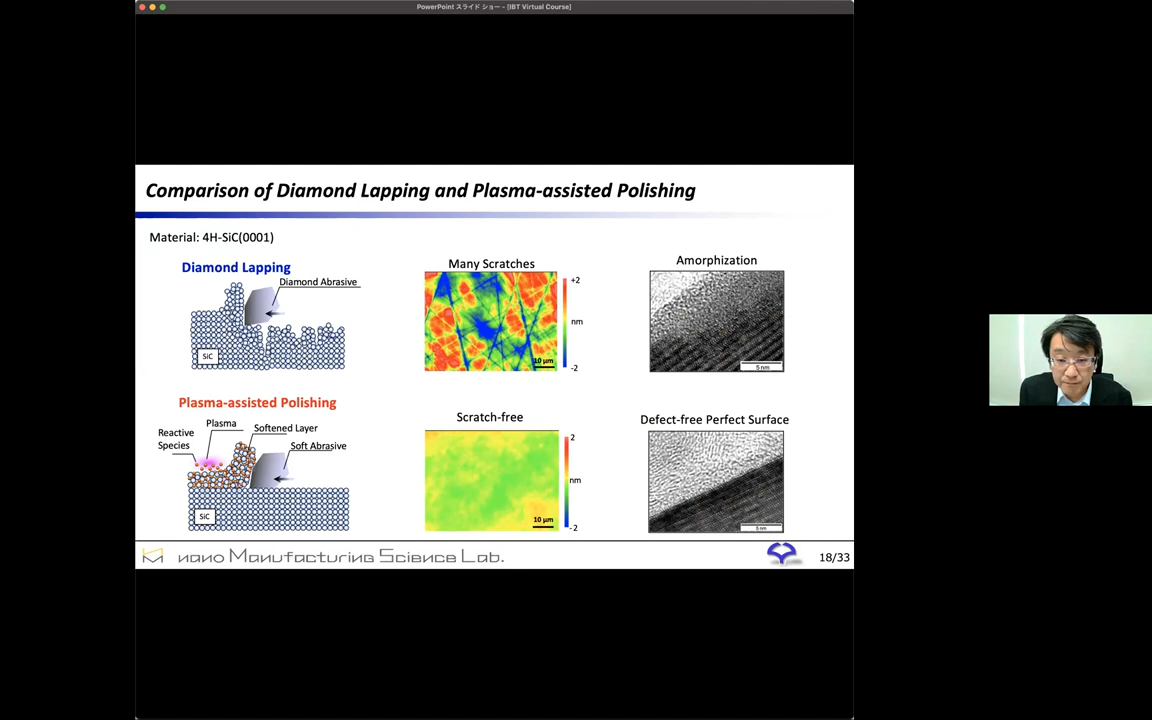 PowerPoint スライド ショー - [IBT Virtual Course]
Comparison of Diamond Lapping and Plasma-assisted Polishing
Material: 4H-SiC(0001)
Diamond Lapping
Diamond Abrasive
SiC
Many Scratches
+2
nm
-2
10 μm
Amorphization
5 nm
Plasma-assisted Polishing
Reactive
Species
Plasma
Softened Layer
Soft Abrasive
SiC
Scratch-free
2
nm
-2
10 μm
Defect-free Perfect Surface
5 nm
nano Manufacturing Science Lab.
18/33